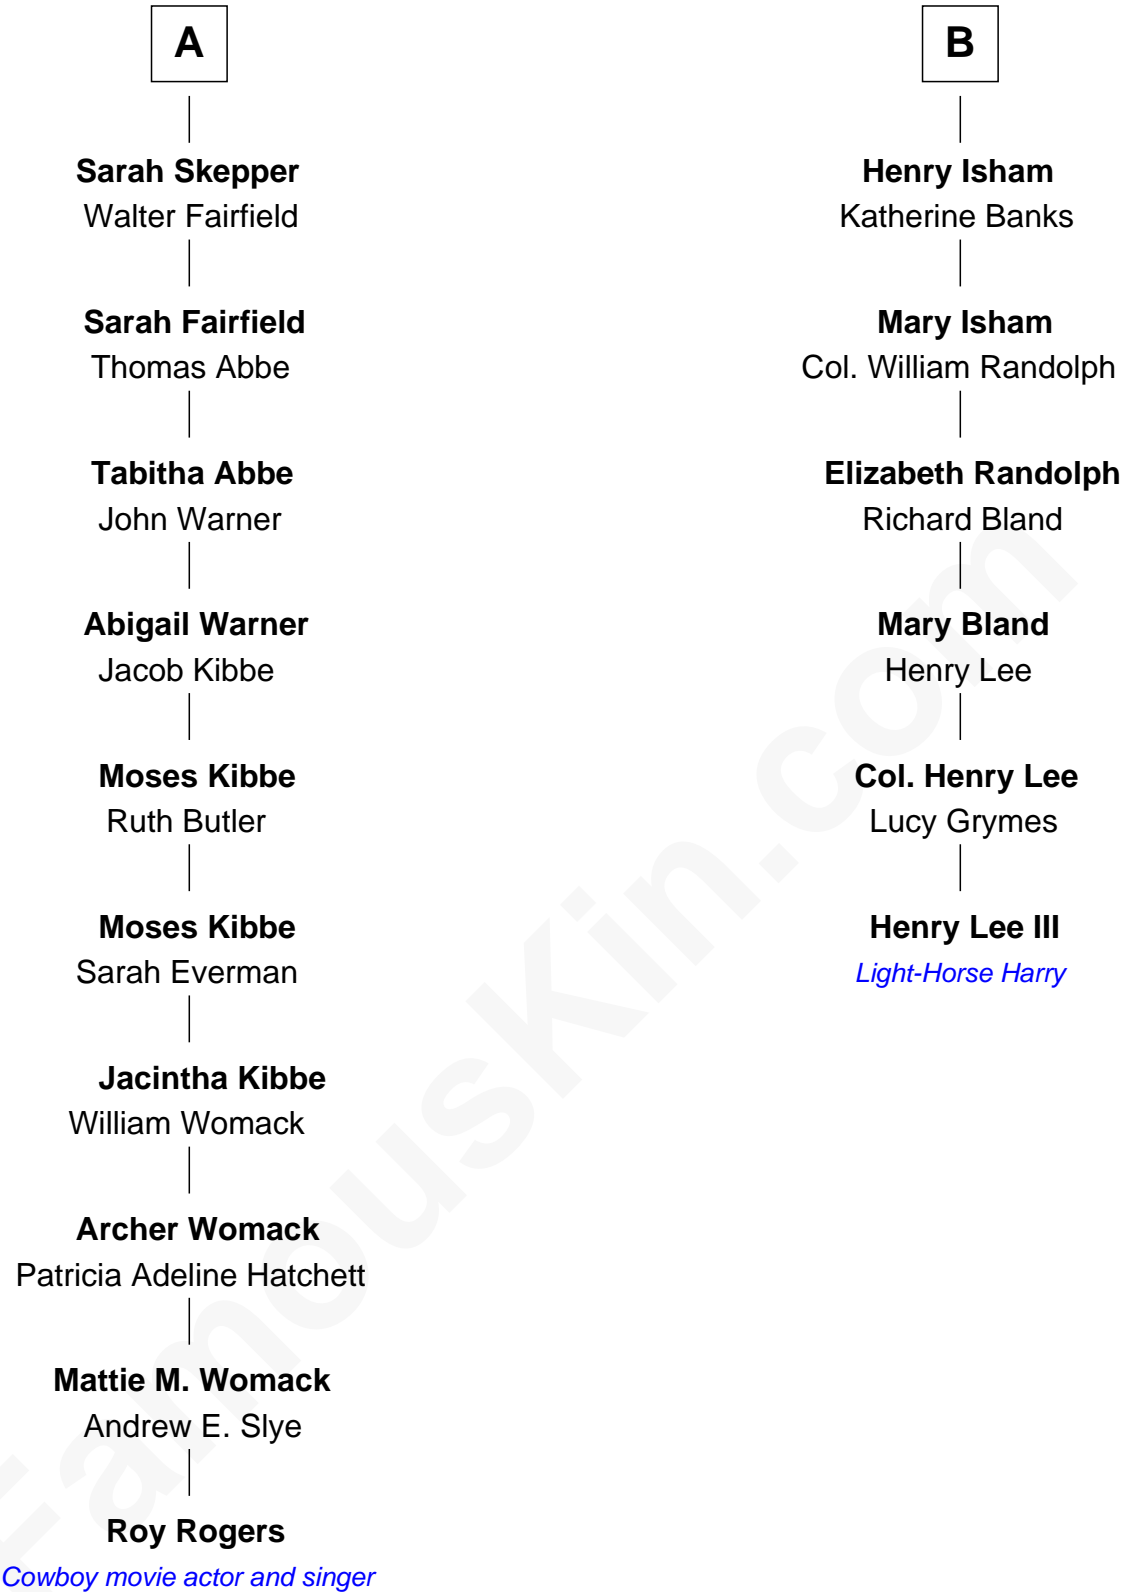 A
Sarah Skepper
Walter Fairfield
Sarah Fairfield
Thomas Abbe
Tabitha Abbe
John Warner
Abigail Warner
Jacob Kibbe
Moses Kibbe
Ruth Butler
Moses Kibbe
Sarah Everman
Jacintha Kibbe
William Womack
Archer Womack
Patricia Adeline Hatchett
Mattie M. Womack
Andrew E. Slye
Roy Rogers
Cowboy movie actor and singer
B
Henry Isham
Katherine Banks
Mary Isham
Col. William Randolph
Elizabeth Randolph
Richard Bland
Mary Bland
Henry Lee
Col. Henry Lee
Lucy Grymes
Henry Lee III
Light-Horse Harry
FamousKin.com